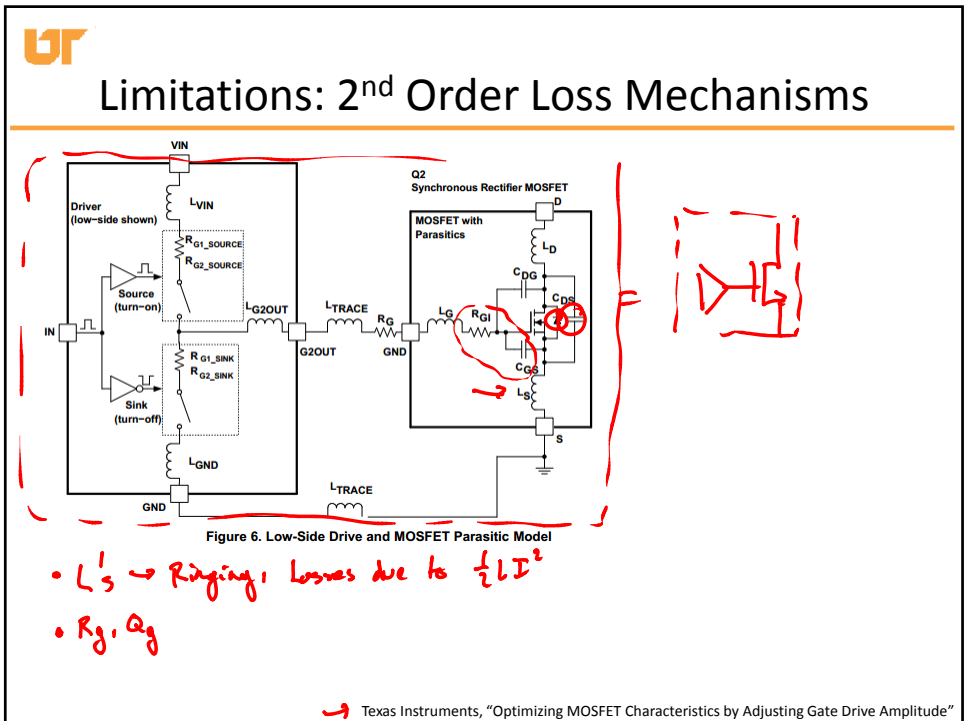 UT
Limitations: 2nd Order Loss Mechanisms
VIN
Q2
Synchronous Rectifier MOSFET
D
Driver
(low−side shown)
LVIN
MOSFET with
Parasitics
RG1_SOURCE
RG2_SOURCE
LD
CDG
CDS
Source
(turn−on)
LG2OUT
LTRACE
RG
LG
RGI
IN
G2OUT
GND
=
RG1_SINK
RG2_SINK
CGS
LS
Sink
(turn−off)
S
LGND
LTRACE
GND
Figure 6. Low-Side Drive and MOSFET Parasitic Model
• L's → Ringing, Losses due to ½LI²
• Rg, Qg
→ Texas Instruments, “Optimizing MOSFET Characteristics by Adjusting Gate Drive Amplitude”